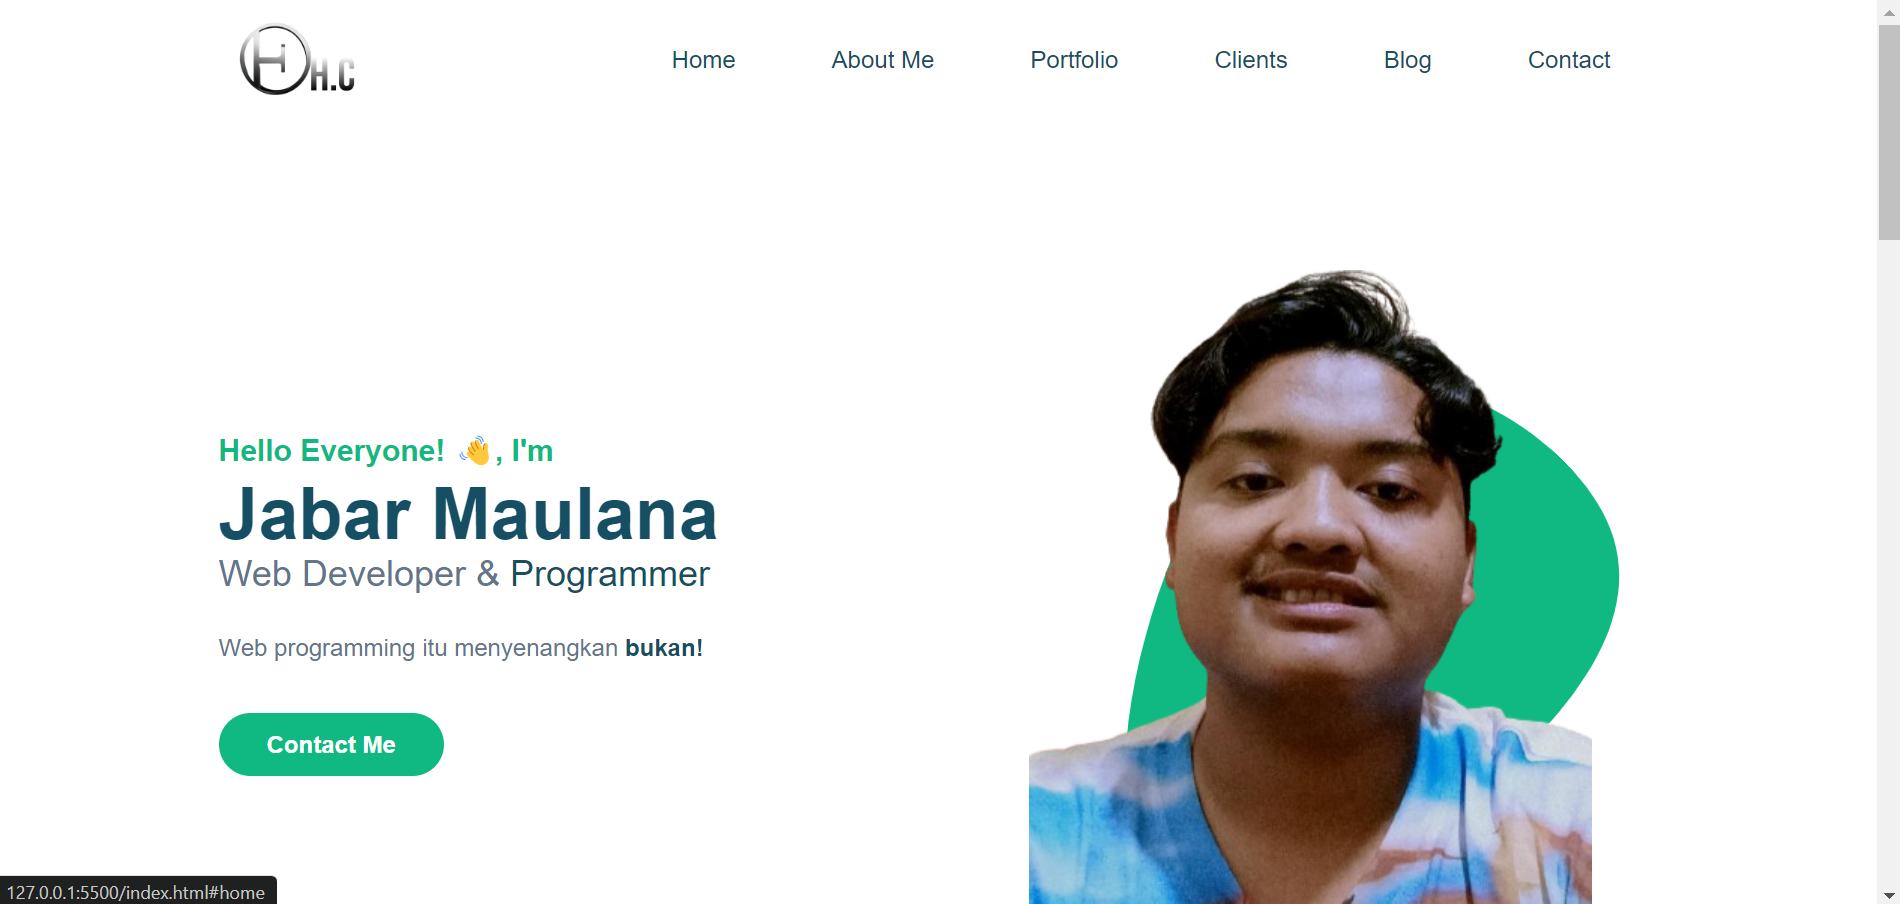 H.C
Home About Me Portfolio Clients Blog Contact
Hello Everyone! 👋, I'm
Jabar Maulana
Web Developer & Programmer
Web programming itu menyenangkan bukan!
Contact Me
127.0.0.1:5500/index.html#home